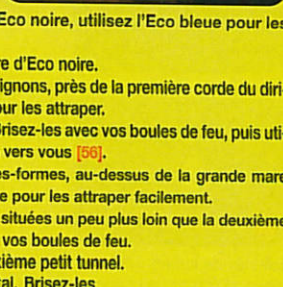 Eco noire, utilisez l'Eco bleue pour les
re d'Eco noire.
ignons, près de la première corde du diri-
our les attraper.
Brisez-les avec vos boules de feu, puis uti-
vers vous [56].
es-formes, au-dessus de la grande mare
e pour les attraper facilement.
situées un peu plus loin que la deuxième
vos boules de feu.
xième petit tunnel.
tal. Brisez-les